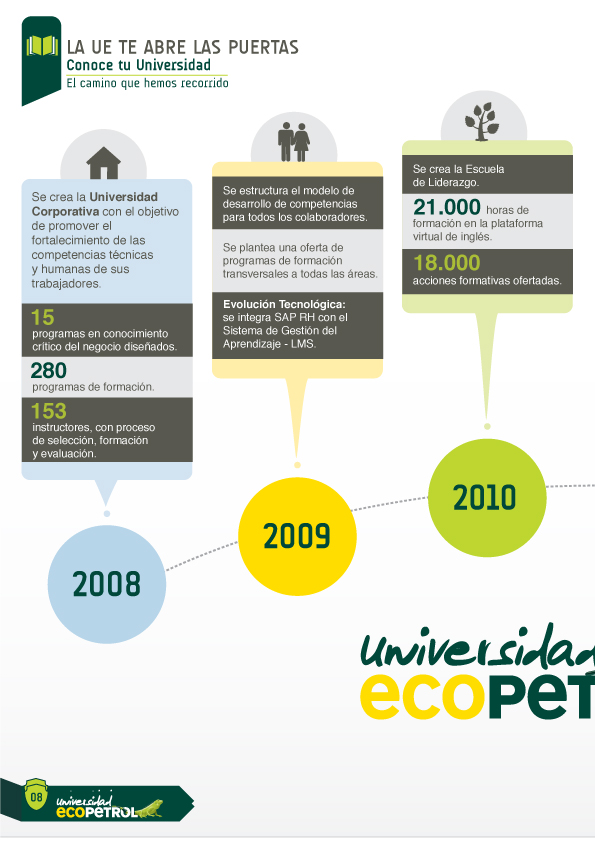 LA UE TE ABRE LAS PUERTAS
Conoce tu Universidad
El camino que hemos recorrido
Se crea la Universidad
Corporativa con el objetivo
de promover el
fortalecimiento de las
competencias técnicas
y humanas de sus
trabajadores.
15
programas en conocimiento
crítico del negocio diseñados.
280
programas de formación.
153
instructores, con proceso
de selección, formación
y evaluación.
2008
Se estructura el modelo de
desarrollo de competencias
para todos los colaboradores.
Se plantea una oferta de
programas de formación
transversales a todas las áreas.
Evolución Tecnológica:
se integra SAP RH con el
Sistema de Gestión del
Aprendizaje - LMS.
2009
Se crea la Escuela
de Liderazgo.
21.000 horas de
formación en la plataforma
virtual de inglés.
18.000
acciones formativas ofertadas.
2010
universidad
ecoPETR
08
universidad
ecoPETROL